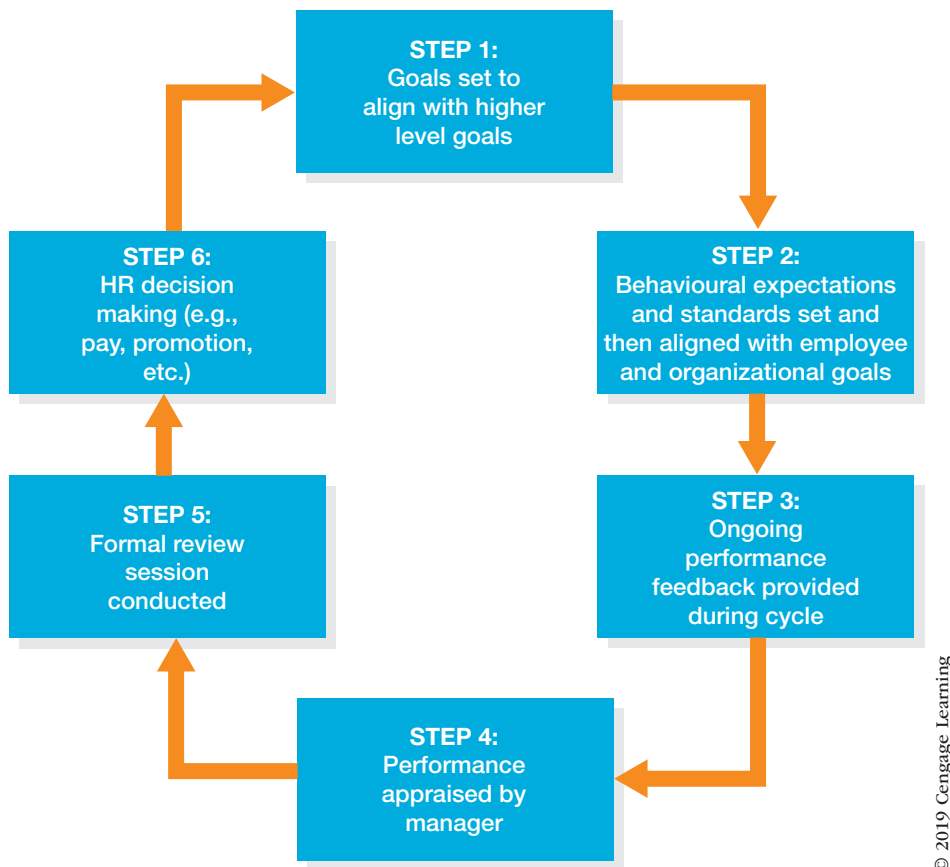 STEP 1:
Goals set to
align with higher
level goals
STEP 2:
Behavioural expectations
and standards set and
then aligned with employee
and organizational goals
STEP 3:
Ongoing
performance
feedback provided
during cycle
STEP 4:
Performance
appraised by
manager
STEP 5:
Formal review
session
conducted
STEP 6:
HR decision
making (e.g.,
pay, promotion,
etc.)
© 2019 Cengage Learning